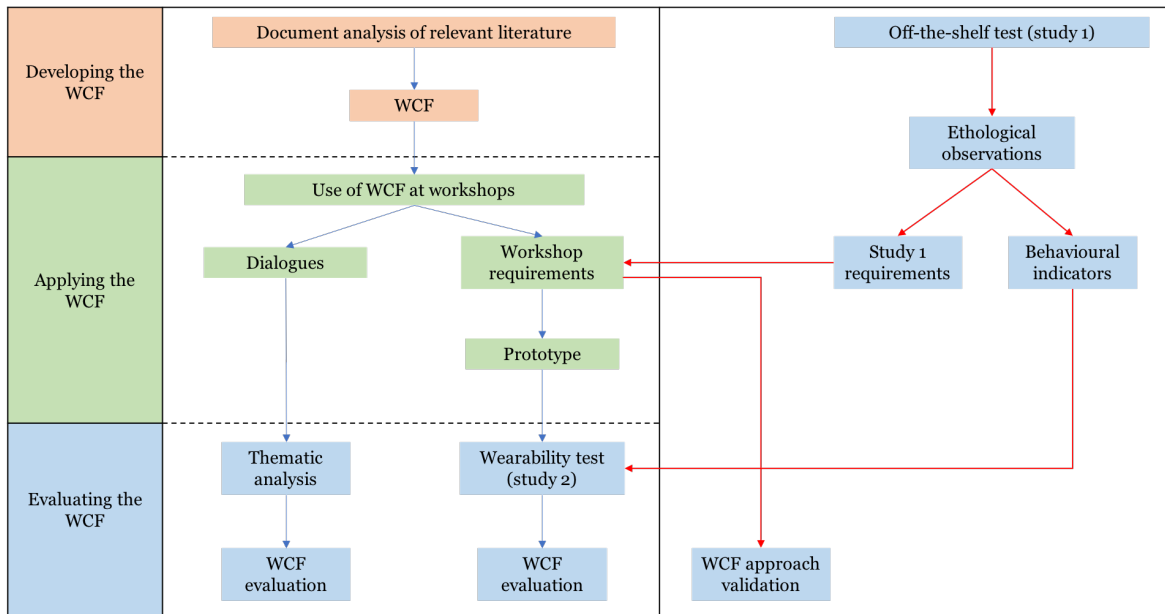 Developing the
WCF
Document analysis of relevant literature
WCF
Off-the-shelf test (study 1)
Ethological
observations
Applying the
WCF
Use of WCF at workshops
Dialogues
Workshop
requirements
Prototype
Study 1
requirements
Behavioural
indicators
Evaluating the
WCF
Thematic
analysis
Wearability test
(study 2)
WCF
evaluation
WCF
evaluation
WCF approach
validation